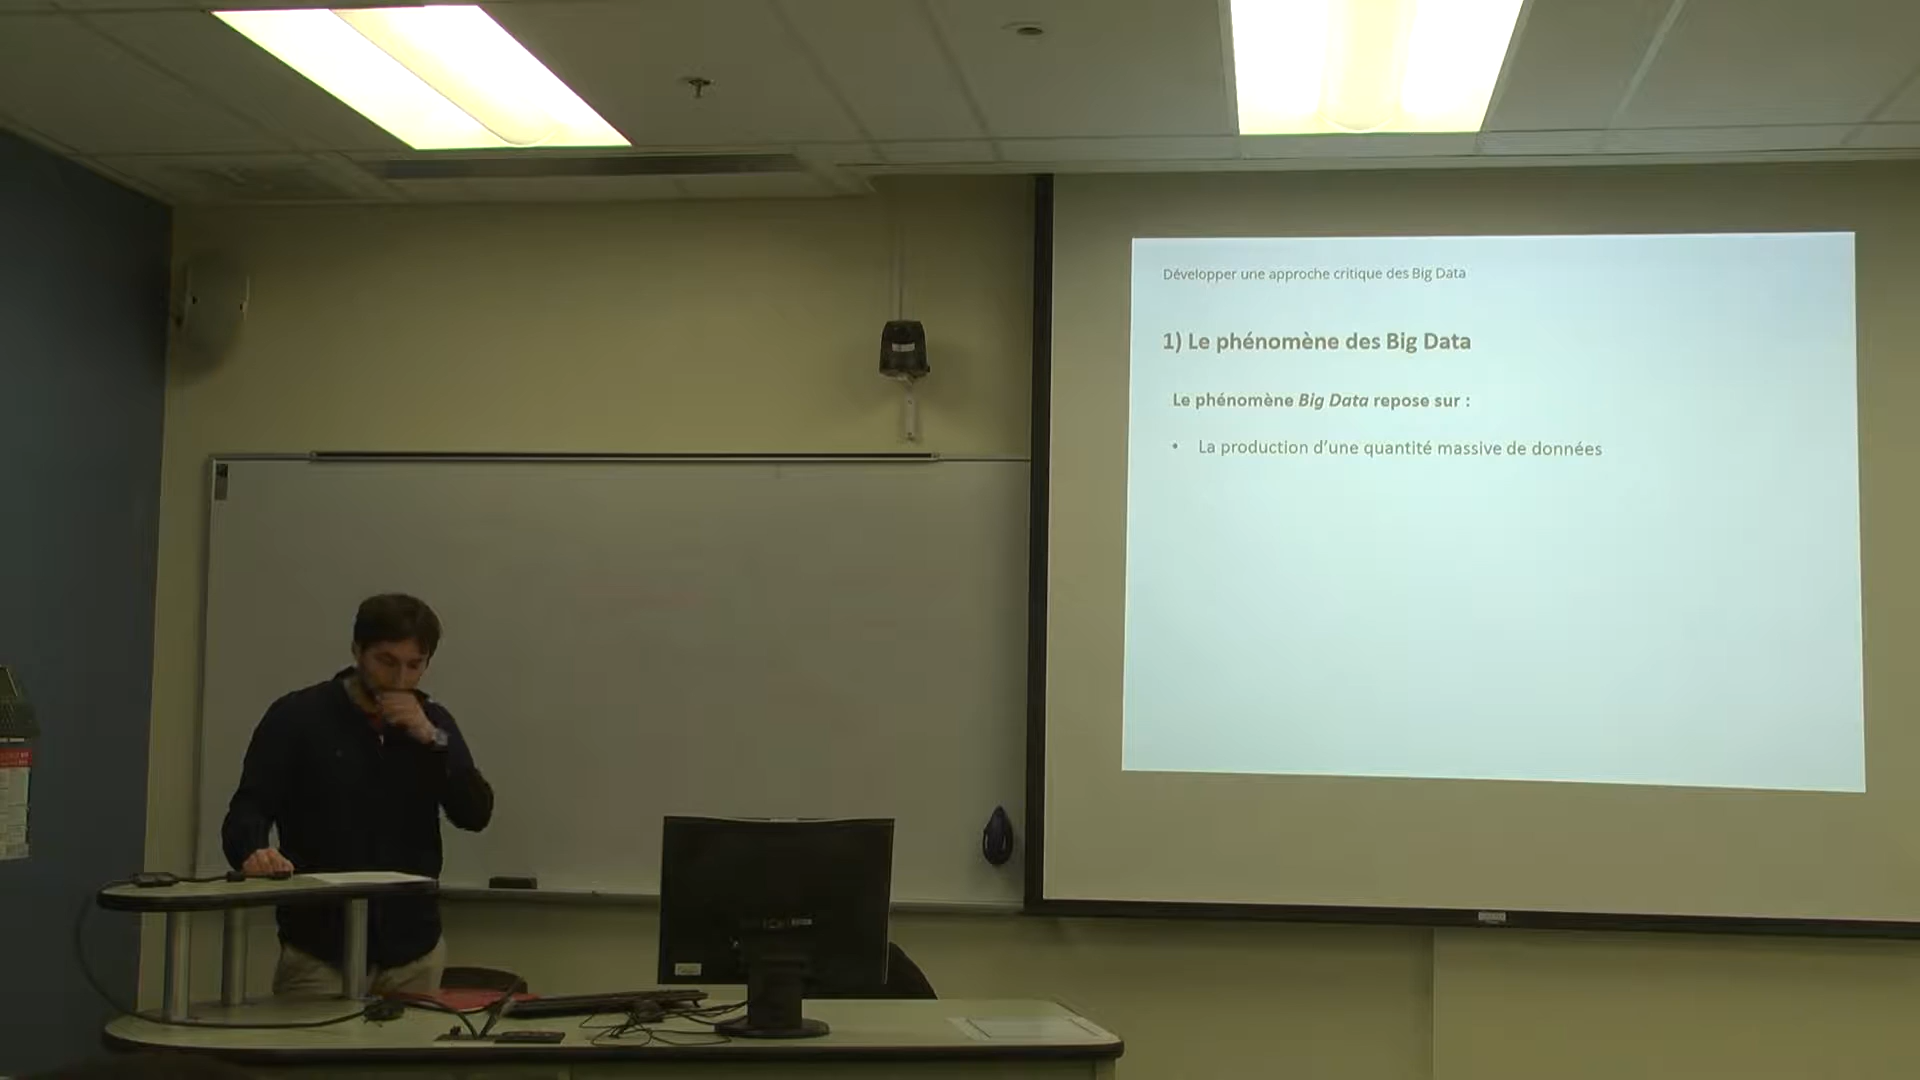 Développer une approche critique des Big Data
1) Le phénomène des Big Data
Le phénomène Big Data repose sur :
• La production d'une quantité massive de données